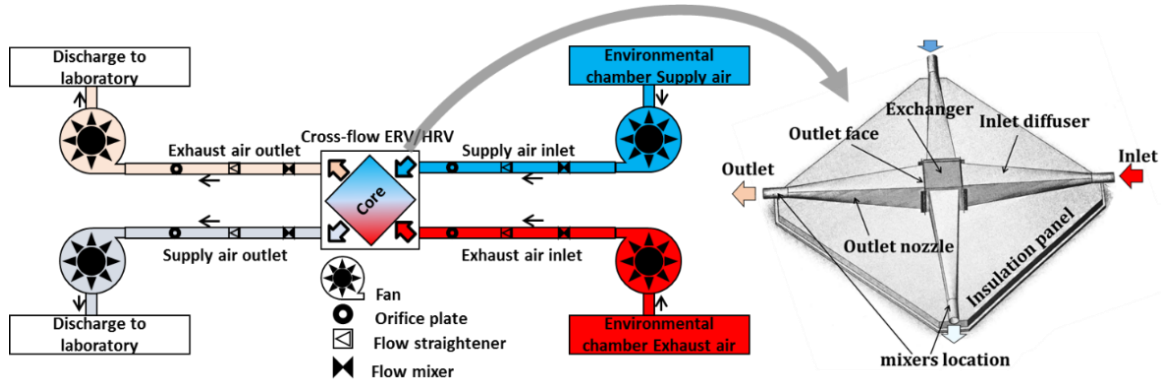 Discharge to
laboratory
Environmental
chamber Supply air
Cross-flow ERV/HRV
Exhaust air outlet
Supply air inlet
Core
Supply air outlet
Exhaust air inlet
Fan
Orifice plate
Flow straightener
Flow mixer
Discharge to
laboratory
Environmental
chamber Exhaust air
Exchanger
Outlet face
Inlet diffuser
Outlet
Inlet
Outlet nozzle
Insulation panel
mixers location